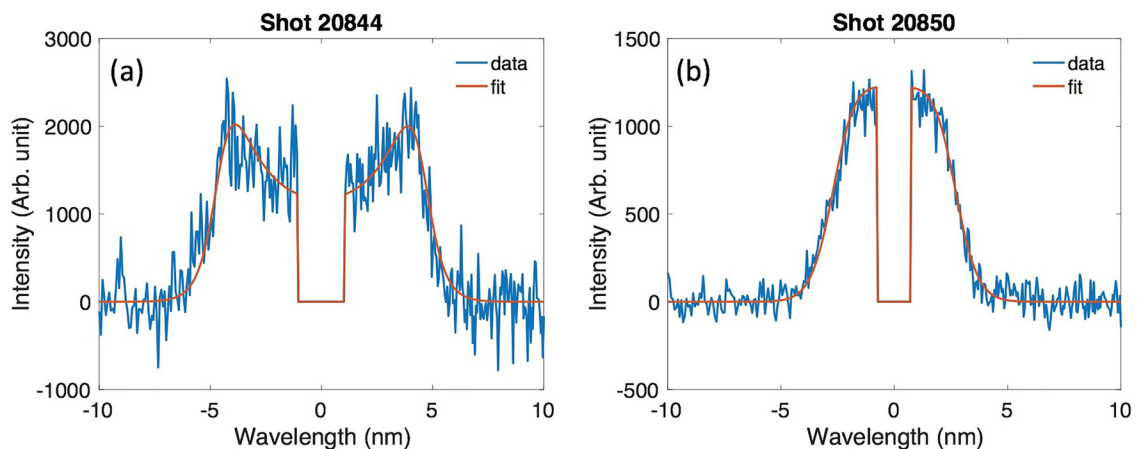 Shot 20844
(a)
data
fit
3000
2000
1000
0
-1000
-10 -5 0 5 10
Intensity (Arb. unit)
Wavelength (nm)
Shot 20850
(b)
data
fit
1500
1000
500
0
-500
-10 -5 0 5 10
Intensity (Arb. unit)
Wavelength (nm)